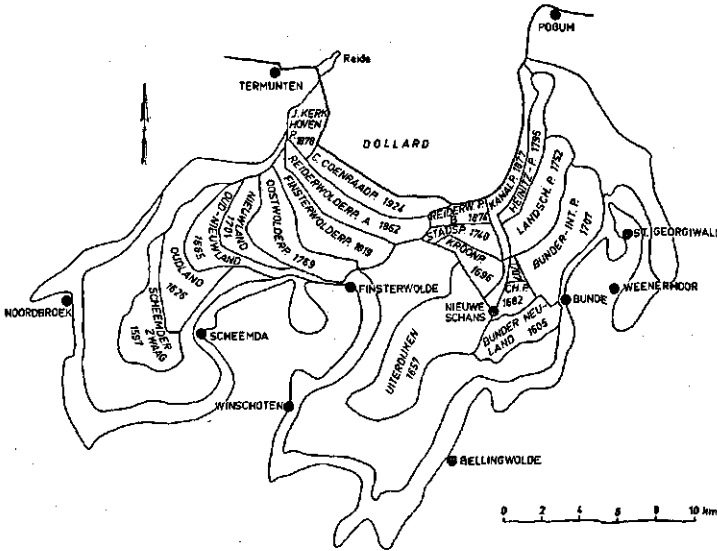 POGUM
Reide
TERMUNTEN
J. KERK
HOVEN
P.
1878
DOLLARD
C. COENRAADP. 1924
REIDERWOLDERP. A. 1862
FINSTERWOLDERP. 1819
OOSTWOLDERP. 1769
NIEUWLAND
1701
OUD-NIEUWLAND
1665
OUDLAND
1626
SCHEEMDER
ZWAAG
1597
REIDERW. P.
B. 1874
STADSP. 1740
KROONP.
1696
KANALP. 1877
HEINITZ-P. 1795
LANDSCH. P. 1752
BUNDER-INT. P.
1707
CH. P.
1682
BUNDER NEU-
LAND 1605
UITERDIJKEN
1657
ST. GEORGIWALD
WEENERMOOR
BUNDE
NIEUWE
SCHANS
FINSTERWOLDE
NOORDBROEK
SCHEEMDA
WINSCHOTEN
BELLINGWOLDE
0 2 4 6 8 10 km